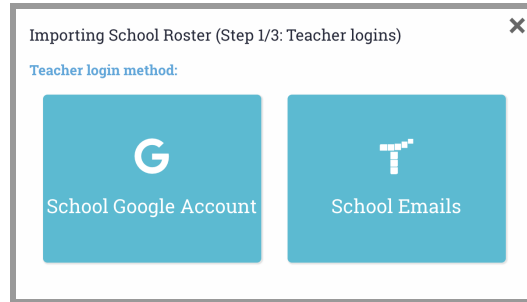 Importing School Roster (Step 1/3: Teacher logins)
Teacher login method:
School Google Account
School Emails